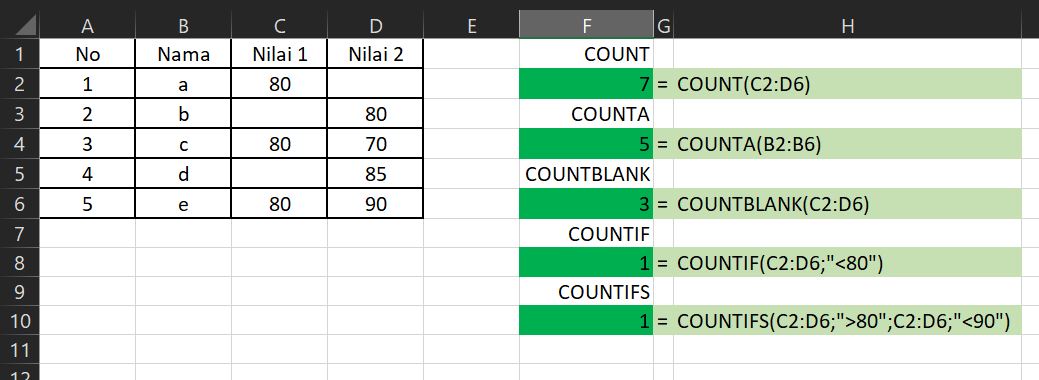 A B C D E F G H
1 No Nama Nilai 1 Nilai 2 COUNT
2 1 a 80 7 = COUNT(C2:D6)
3 2 b 80 COUNTA
4 3 c 80 70 5 = COUNTA(B2:B6)
5 4 d 85 COUNTBLANK
6 5 e 80 90 3 = COUNTBLANK(C2:D6)
7 COUNTIF
8 1 = COUNTIF(C2:D6;"<80")
9 COUNTIFS
10 1 = COUNTIFS(C2:D6;">80";C2:D6;"<90")
11
12